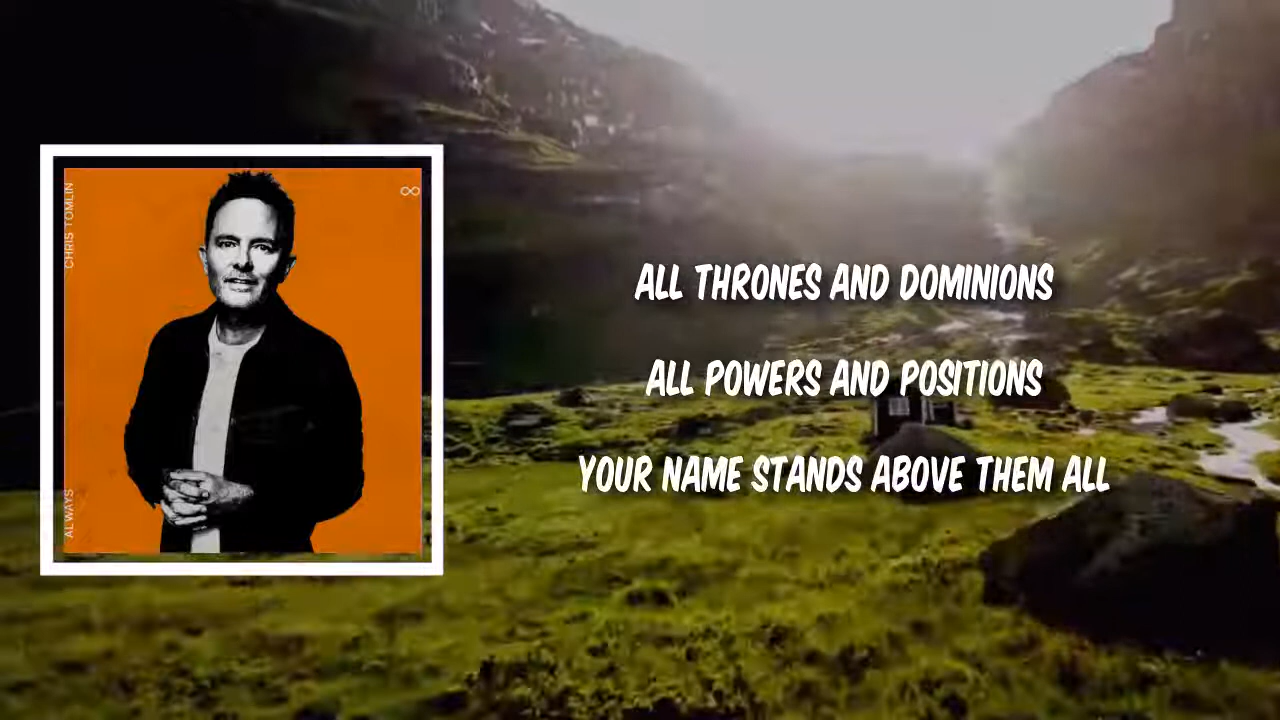 CHRIS TOMLIN
∞
ALWAYS
ALL THRONES AND DOMINIONS
ALL POWERS AND POSITIONS
YOUR NAME STANDS ABOVE THEM ALL